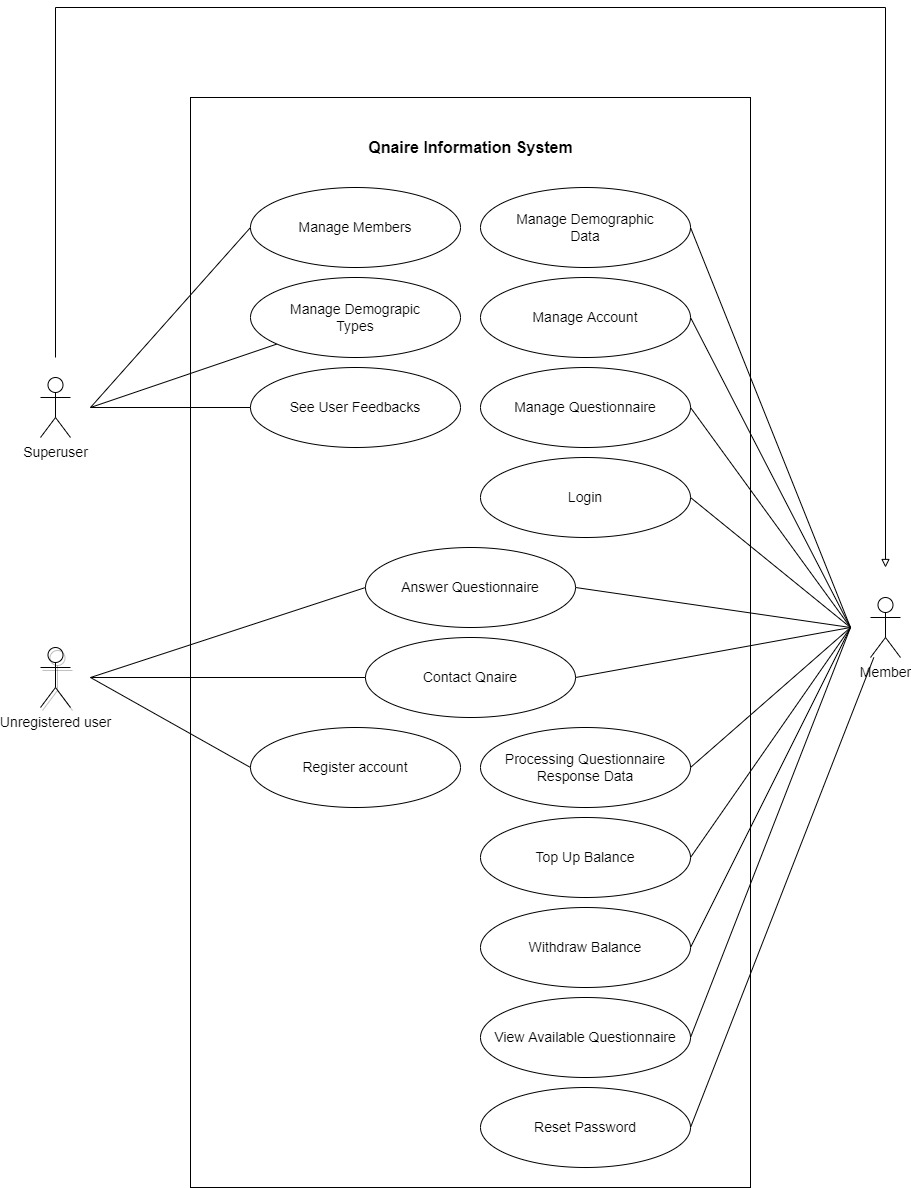 Qnaire Information System
Manage Members
Manage Demographic
Data
Manage Demograpic
Types
Manage Account
See User Feedbacks
Manage Questionnaire
Superuser
Login
Answer Questionnaire
Contact Qnaire
Member
Unregistered user
Register account
Processing Questionnaire
Response Data
Top Up Balance
Withdraw Balance
View Available Questionnaire
Reset Password